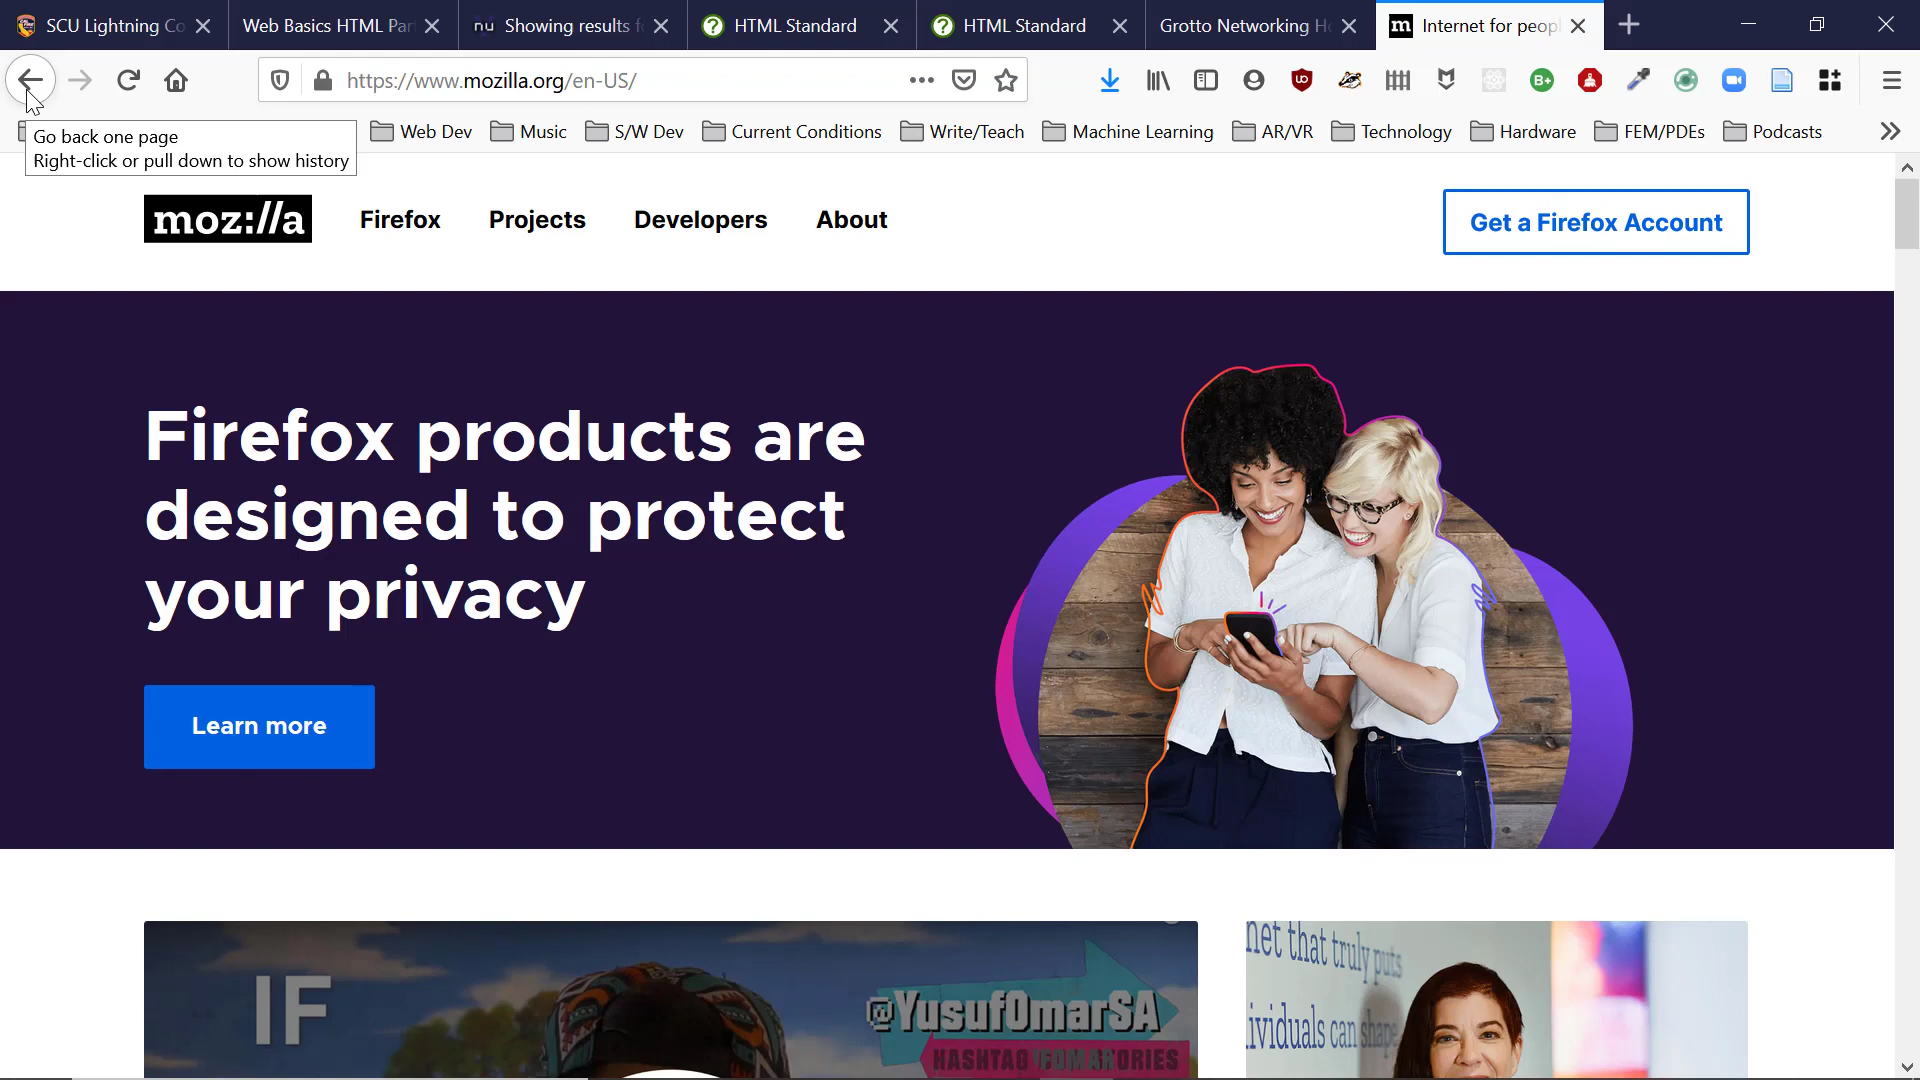 SCU Lightning Co
Web Basics HTML Par
nu Showing results f
HTML Standard
HTML Standard
Grotto Networking H
m Internet for peopl
https://www.mozilla.org/en-US/
Go back one page
Right-click or pull down to show history
Web Dev
Music
S/W Dev
Current Conditions
Write/Teach
Machine Learning
AR/VR
Technology
Hardware
FEM/PDEs
Podcasts
moz://a
Firefox
Projects
Developers
About
Get a Firefox Account
Firefox products are
designed to protect
your privacy
Learn more
IF
@YusufOmarSA
HASHTAG
net that truly puts
ividuals can shape